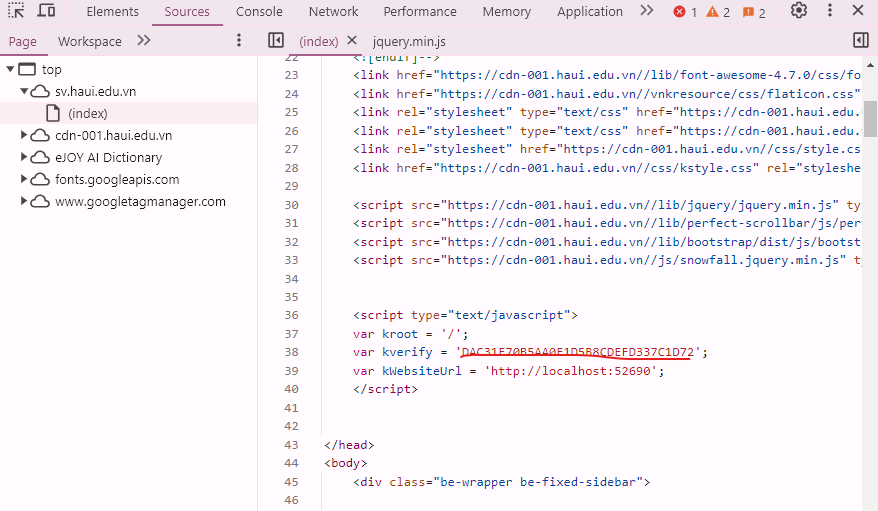 Elements Sources Console Network Performance Memory Application 1 2 2
Page Workspace (index) jquery.min.js
top
sv.haui.edu.vn
(index)
cdn-001.haui.edu.vn
eJOY AI Dictionary
fonts.googleapis.com
www.googletagmanager.com
22 <![endif]-->
23 <link href="https://cdn-001.haui.edu.vn//lib/font-awesome-4.7.0/css/fo
24 <link href="https://cdn-001.haui.edu.vn//vnkresource/css/flaticon.css"
25 <link rel="stylesheet" type="text/css" href="https://cdn-001.haui.edu.
26 <link rel="stylesheet" type="text/css" href="https://cdn-001.haui.edu.
27 <link rel="stylesheet" href="https://cdn-001.haui.edu.vn//css/style.cs
28 <link href="https://cdn-001.haui.edu.vn//css/kstyle.css" rel="styleshe
29
30 <script src="https://cdn-001.haui.edu.vn//lib/jquery/jquery.min.js" ty
31 <script src="https://cdn-001.haui.edu.vn//lib/perfect-scrollbar/js/per
32 <script src="https://cdn-001.haui.edu.vn//lib/bootstrap/dist/js/bootst
33 <script src="https://cdn-001.haui.edu.vn//js/snowfall.jquery.min.js" t
34
35
36 <script type="text/javascript">
37 var kroot = '/';
38 var kverify =
39 var kWebsiteUrl = 'http://localhost:52690';
40 </script>
41
42
43 </head>
44 <body>
45 <div class="be-wrapper be-fixed-sidebar">
46